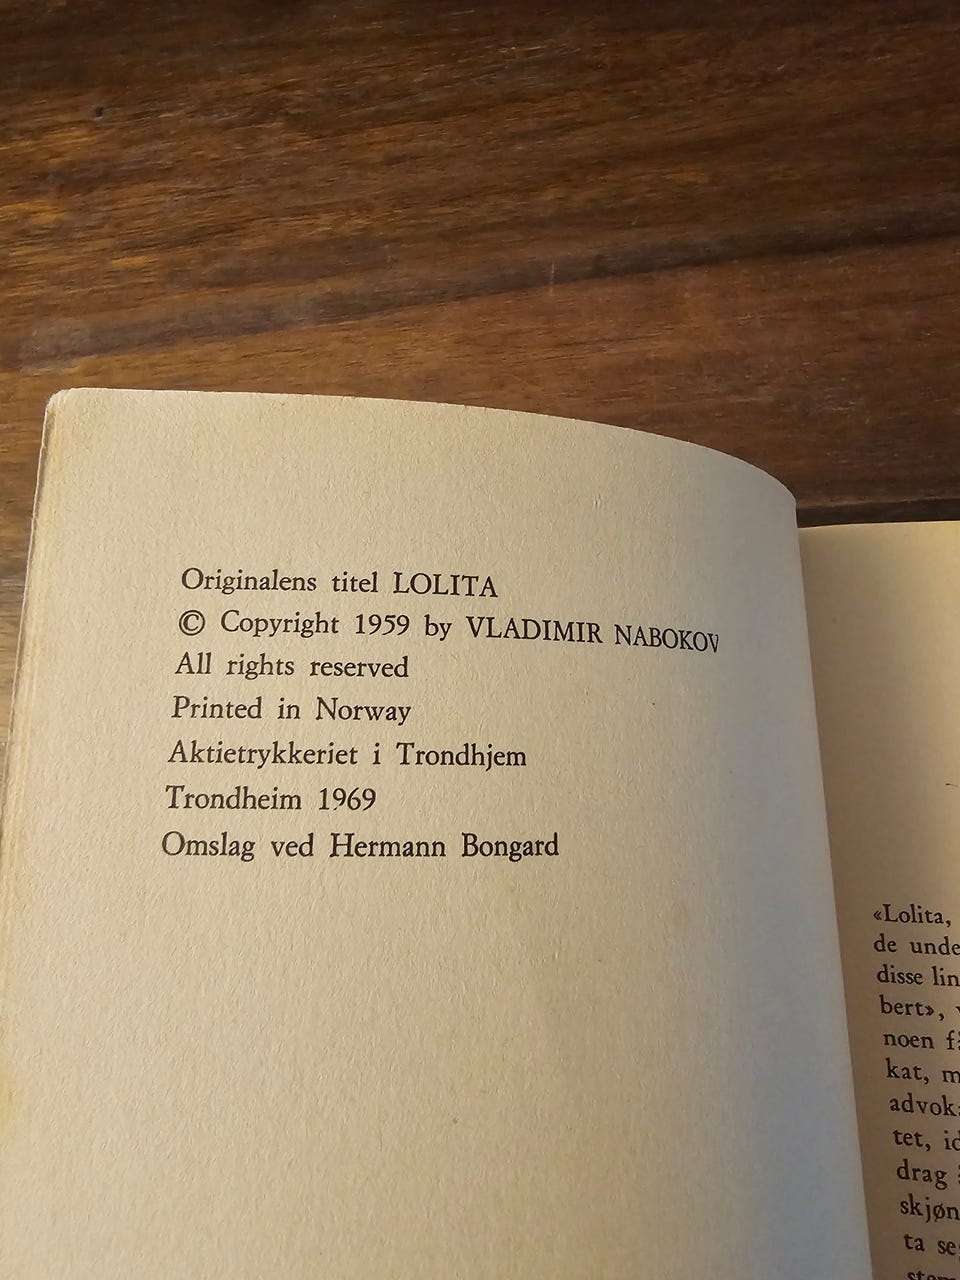 Originalens titel LOLITA
© Copyright 1959 by VLADIMIR NABOKOV
All rights reserved
Printed in Norway
Aktietrykkeriet i Trondhjem
Trondheim 1969
Omslag ved Hermann Bongard
«Lolita,
de unde
disse lin
bert»,
noen
kat, m
advok
tet, id
drag
skjøn
ta se